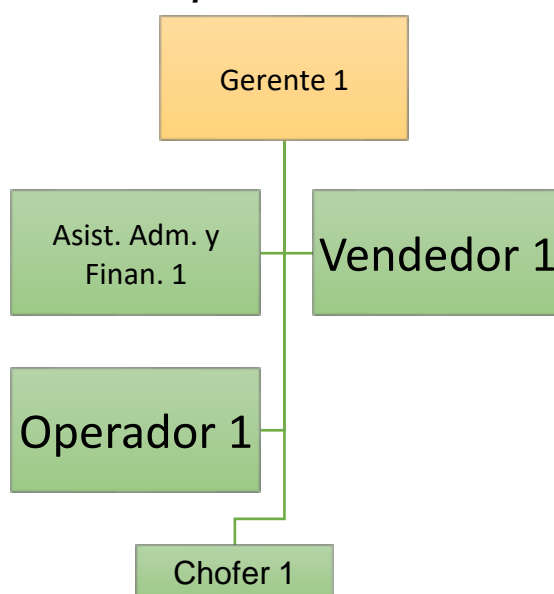 Gerente 1
Asist. Adm. y
Finan. 1
Vendedor 1
Operador 1
Chofer 1